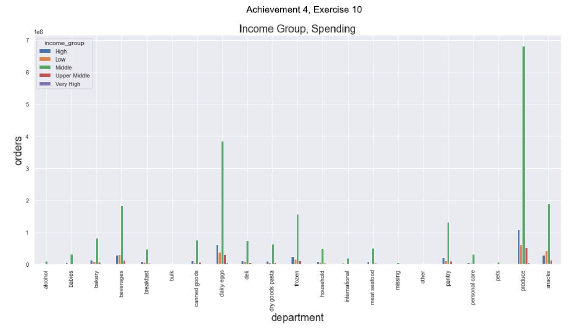 Achievement 4, Exercise 10
Income Group, Spending
1e8
income_group
High
Low
Middle
Upper Middle
Very High
7
6
5
4
3
2
1
0
orders
alcohol
babies
bakery
beverages
breakfast
bulk
canned goods
dairy eggs
deli
dry goods pasta
frozen
household
international
meat seafood
missing
other
pantry
personal care
pets
produce
snacks
department